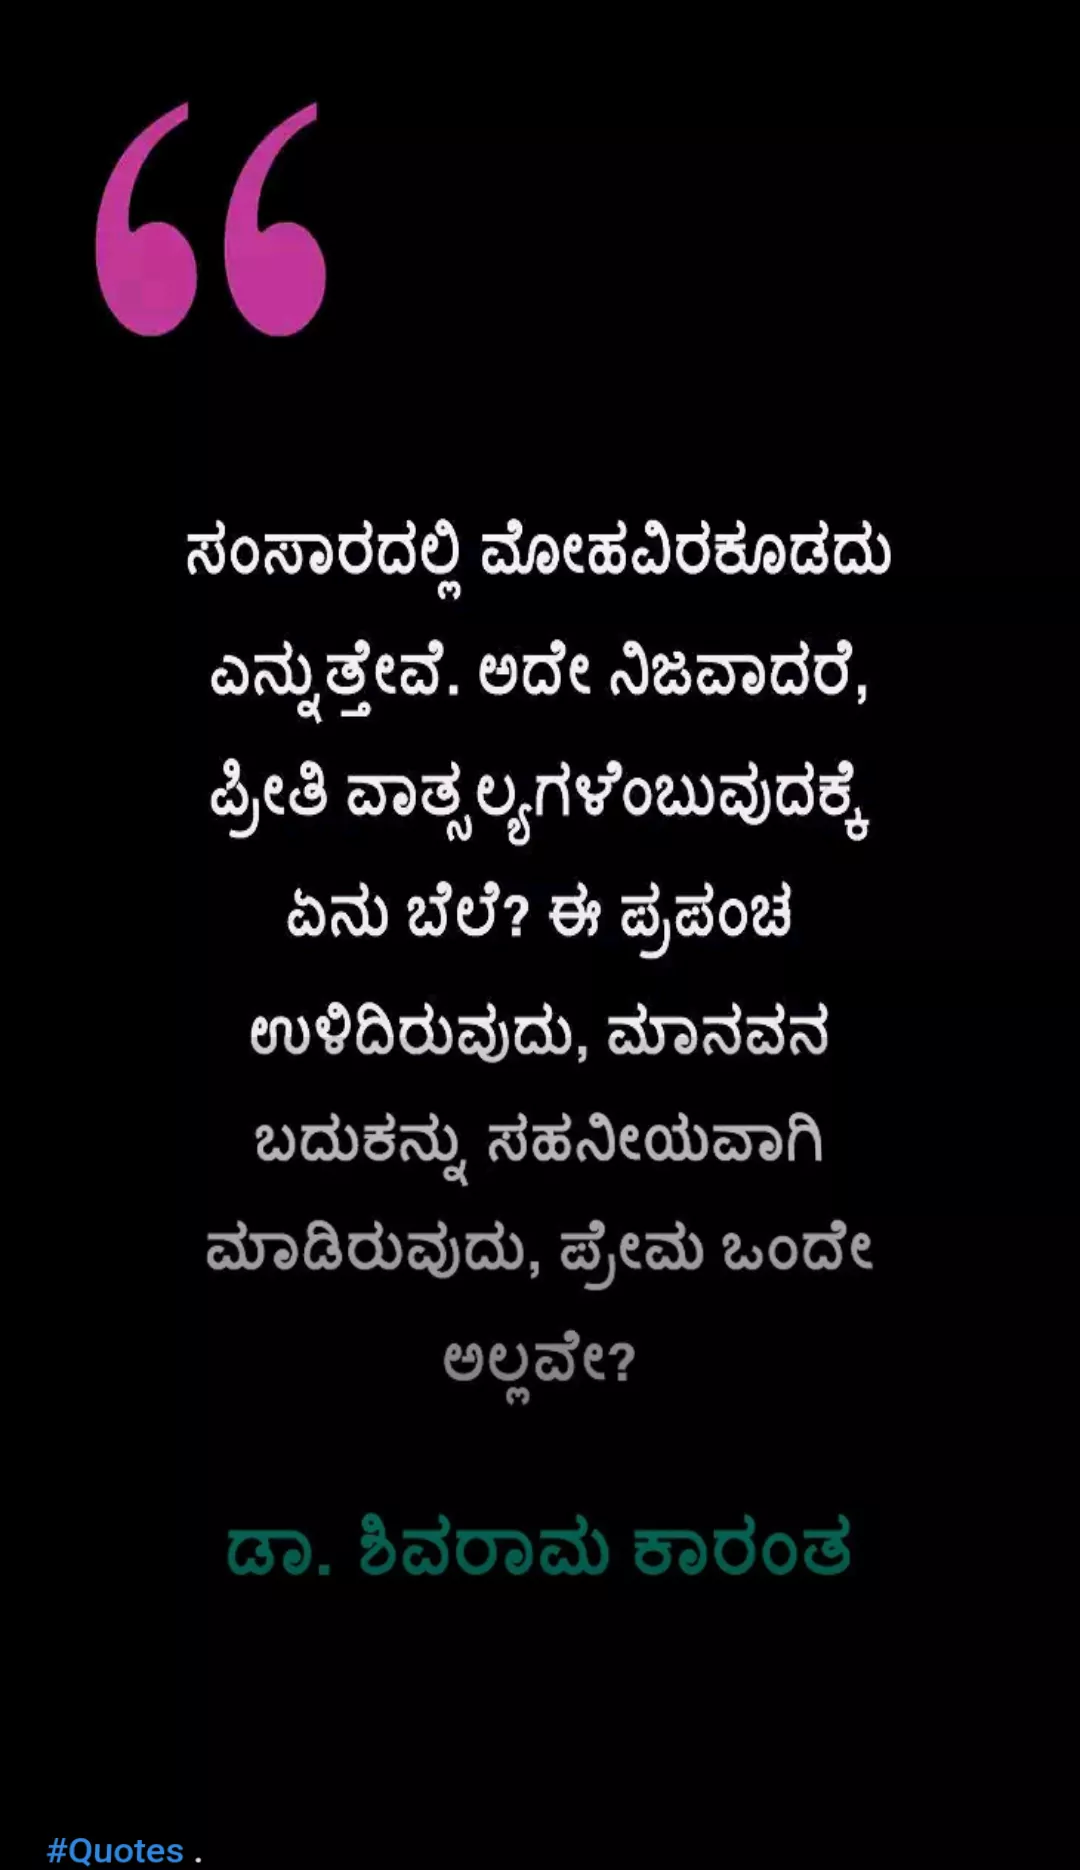 ಸಂಸಾರದಲ್ಲಿ ಮೋಹವಿರಕೂಡದು
ಎನ್ನುತ್ತೇವೆ. ಅದೇ ನಿಜವಾದರೆ,
ಪ್ರೀತಿ ವಾತ್ಸಲ್ಯಗಳೆಂಬುವುದಕ್ಕೆ
ಏನು ಬೆಲೆ? ಈ ಪ್ರಪಂಚ
ಉಳಿದಿರುವುದು, ಮಾನವನ
ಬದುಕನ್ನು ಸಹನೀಯವಾಗಿ
ಮಾಡಿರುವುದು, ಪ್ರೇಮ ಒಂದೇ
ಅಲ್ಲವೇ?
ಡಾ. ಶಿವರಾಮ ಕಾರಂತ
#Quotes .